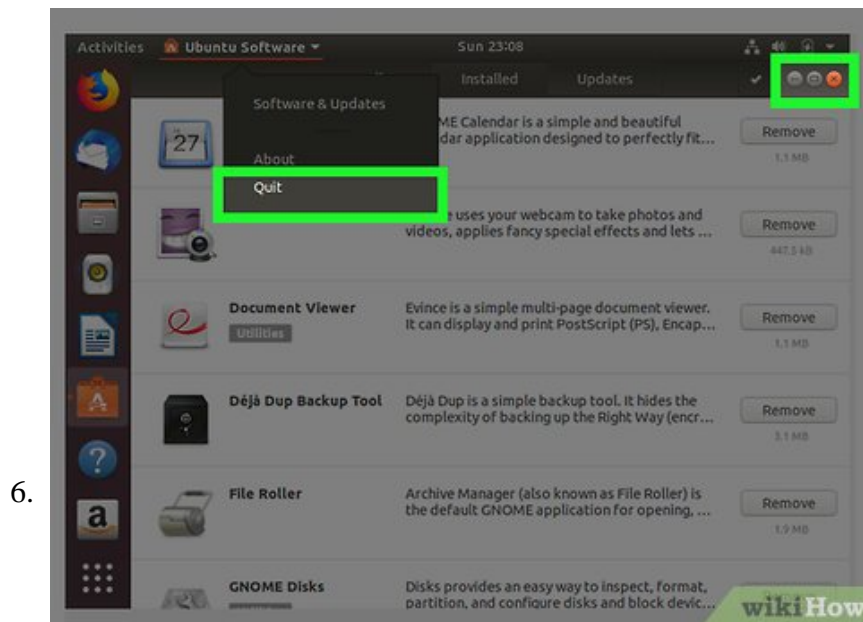 Activities Ubuntu Software Sun 23:08
Installed Updates
Software & Updates
About
Quit
27
ME Calendar is a simple and beautiful
dar application designed to perfectly fit...
Remove
1.1 MB
uses your webcam to take photos and
videos, applies fancy special effects and lets ...
Remove
447.5 kB
Document Viewer
Utilities
Evince is a simple multi-page document viewer.
It can display and print PostScript (PS), Encap...
Remove
1.1 MB
Déjà Dup Backup Tool
Déjà Dup is a simple backup tool. It hides the
complexity of backing up the Right Way (encr...
Remove
3.1 MB
6.
File Roller
Archive Manager (also known as File Roller) is
the default GNOME application for opening, ...
Remove
1.9 MB
GNOME Disks
Disks provides an easy way to inspect, format,
partition, and configure disks and block devic...
wikiHow